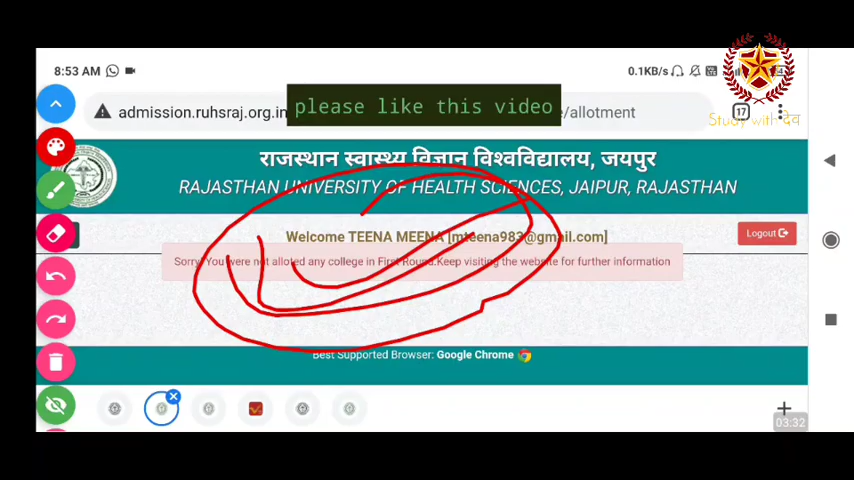 8:53 AM
0.1KB/s
please like this video
admission.ruhsraj.org.in
e/allotment
17
Study with देव
राजस्थान स्वास्थ्य विज्ञान विश्वविद्यालय, जयपुर
RAJASTHAN UNIVERSITY OF HEALTH SCIENCES, JAIPUR, RAJASTHAN
Welcome TEENA MEENA [mteena983@gmail.com]
Logout
Sorry, You were not alloted any college in First Round.Keep visiting the website for further information
Best Supported Browser: Google Chrome
03:32